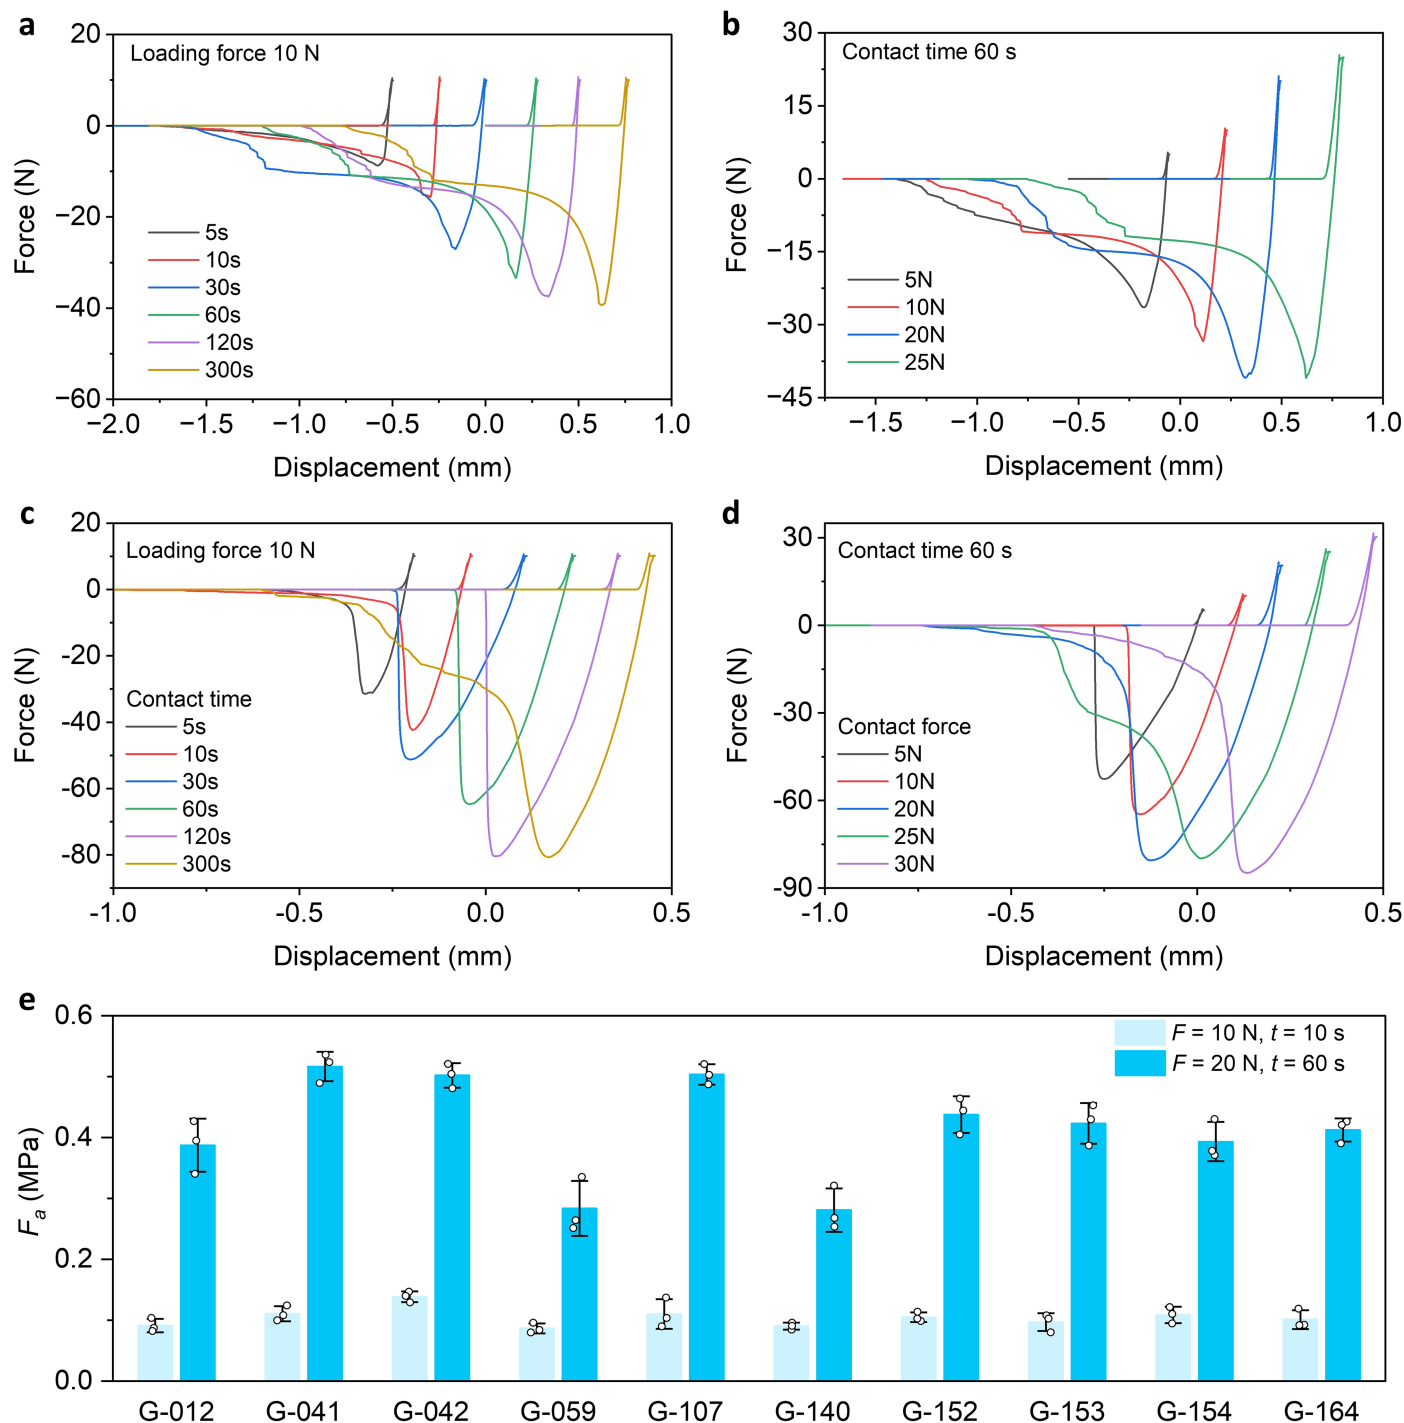 a
Loading force 10 N
20
0
−20
−40
−60
Force (N)
5s
10s
30s
60s
120s
300s
−2.0 −1.5 −1.0 −0.5 0.0 0.5 1.0
Displacement (mm)
b
Contact time 60 s
30
15
0
−15
−30
−45
Force (N)
5N
10N
20N
25N
−1.5 −1.0 −0.5 0.0 0.5 1.0
Displacement (mm)
c
Loading force 10 N
20
0
-20
-40
-60
-80
Force (N)
Contact time
5s
10s
30s
60s
120s
300s
-1.0 -0.5 0.0 0.5
Displacement (mm)
d
Contact time 60 s
30
0
-30
-60
-90
Force (N)
Contact force
5N
10N
20N
25N
30N
-1.0 -0.5 0.0 0.5
Displacement (mm)
e
0.6
0.4
0.2
0.0
Fa (MPa)
F = 10 N, t = 10 s
F = 20 N, t = 60 s
G-012 G-041 G-042 G-059 G-107 G-140 G-152 G-153 G-154 G-164